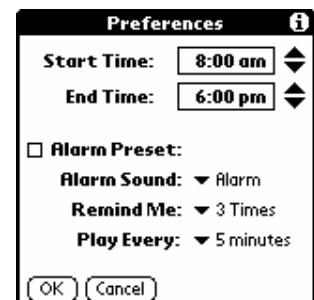 Preferences i
Start Time: 8:00 am
End Time: 6:00 pm
Alarm Preset:
Alarm Sound: Alarm
Remind Me: 3 Times
Play Every: 5 minutes
OK Cancel